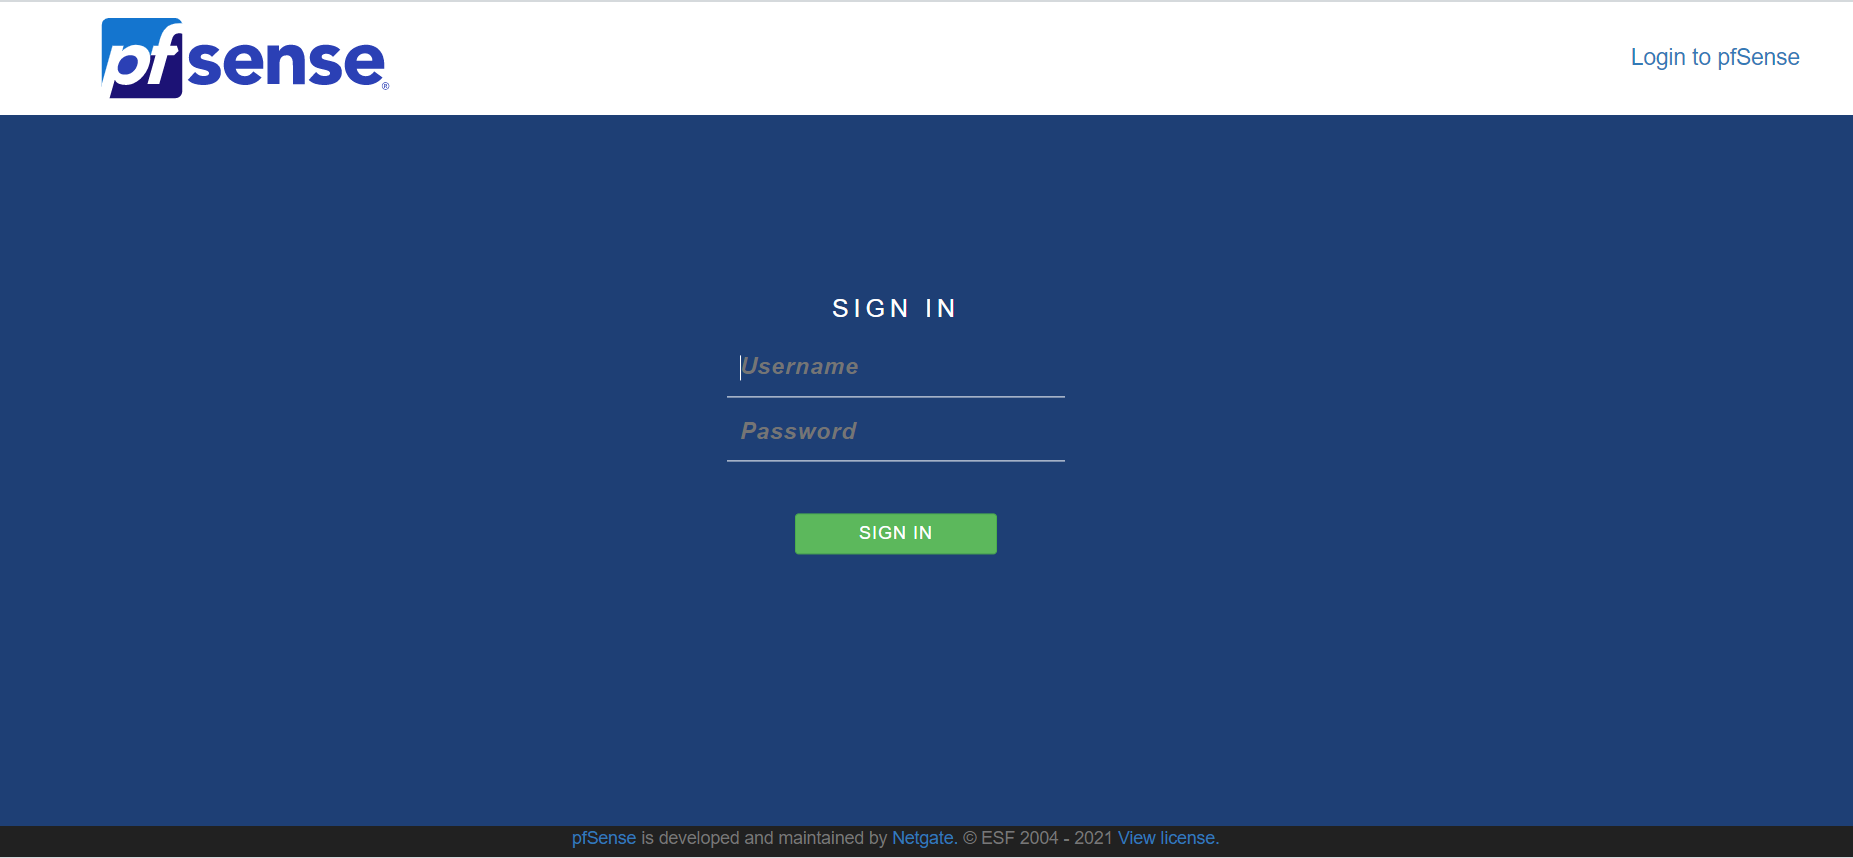 pfsense®
Login to pfSense
SIGN IN
Username
Password
SIGN IN
pfSense is developed and maintained by Netgate. © ESF 2004 - 2021 View license.